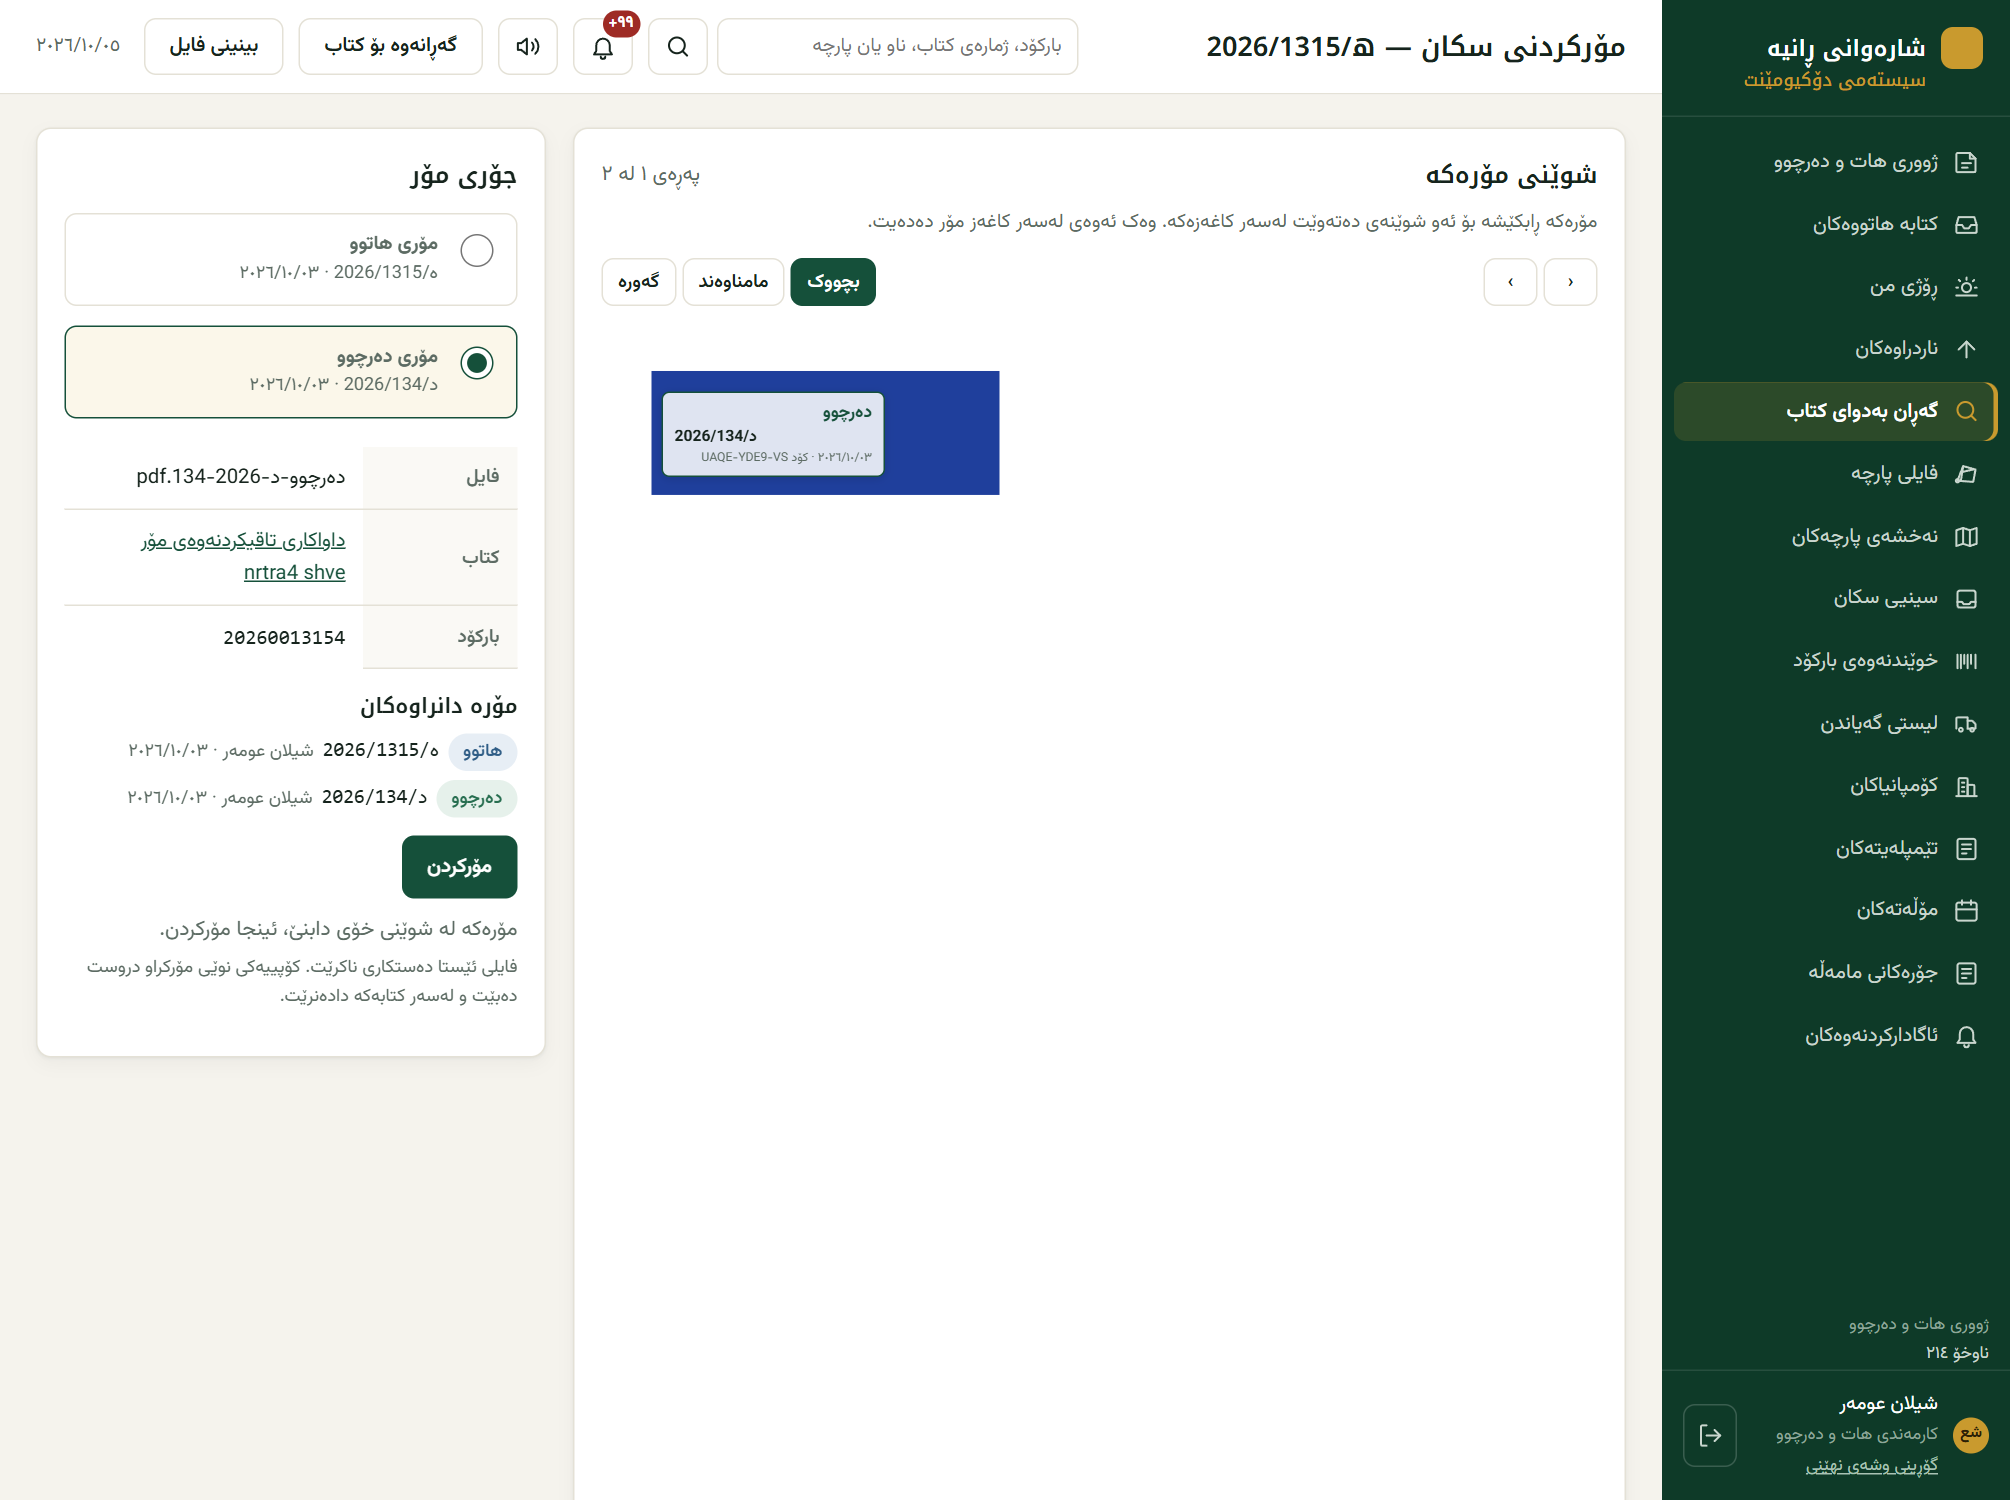 شارەوانی ڕانیە
سیستەمی دۆکیومێنت
ژووری هات و دەرچوو
کتابە هاتووەکان
ڕۆژی من
ناردراوەکان
گەڕان بەدوای کتاب
فایلی پارچە
نەخشەی پارچەکان
سینیی سکان
خوێندنەوەی بارکۆد
لیستی گەیاندن
کۆمپانیاکان
تێمپلەیتەکان
مۆڵەتەکان
جۆرەکانی مامەڵە
ئاگادارکردنەوەکان
ژووری هات و دەرچوو
ناوخۆ ٢١٤
شع
شیلان عومەر
کارمەندی هات و دەرچوو
گۆڕینی وشەی نهێنی
مۆرکردنی سکان — ھ/2026/1315
بارکۆد، ژمارەی کتاب، ناو یان پارچە
٩٩+
گەڕانەوە بۆ کتاب
بینینی فایل
٢٠٢٦/١٠/٠٥
شوێنی مۆرەکە
پەڕەی ١ لە ٢
مۆرەکە ڕابکێشە بۆ ئەو شوێنەی دەتەوێت لەسەر کاغەزەکە. وەک ئەوەی لەسەر کاغەز مۆر دەدەیت.
‹
›
بچووک
مامناوەند
گەورە
دەرچوو
د/2026/134
٢٠٢٦/١٠/٠٣ · کۆد UAQE-YDE9-VS
جۆری مۆر
مۆری هاتوو
ە/2026/1315 · ٢٠٢٦/١٠/٠٣
مۆری دەرچوو
د/2026/134 · ٢٠٢٦/١٠/٠٣
فایل
دەرچوو-د-2026-134.pdf
کتاب
داواکاری تاقیکردنەوەی مۆر
nrtra4 shve
بارکۆد
20260013154
مۆرە دانراوەکان
هاتوو ە/2026/1315 شیلان عومەر · ٢٠٢٦/١٠/٠٣
دەرچوو د/2026/134 شیلان عومەر · ٢٠٢٦/١٠/٠٣
مۆرکردن
مۆرەکە لە شوێنی خۆی دابنێ، ئینجا مۆرکردن.
فایلی ئێستا دەستکاری ناکرێت. کۆپییەکی نوێی مۆرکراو دروست
دەبێت و لەسەر کتابەکە دادەنرێت.